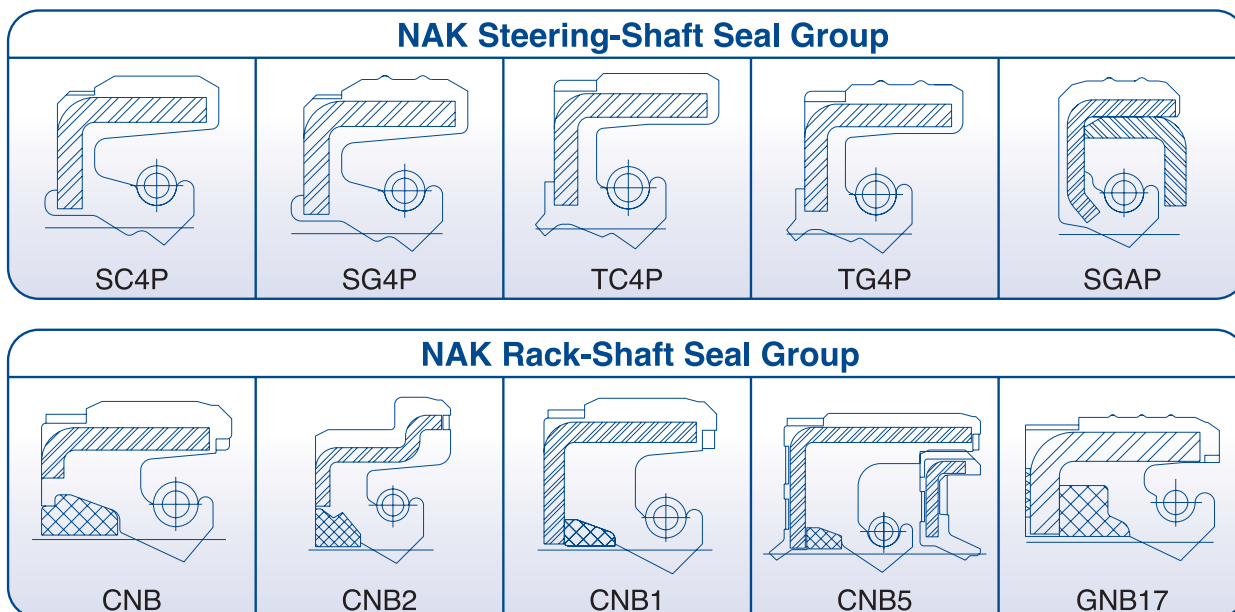 NAK Steering-Shaft Seal Group
SC4P SG4P TC4P TG4P SGAP
NAK Rack-Shaft Seal Group
CNB CNB2 CNB1 CNB5 GNB17